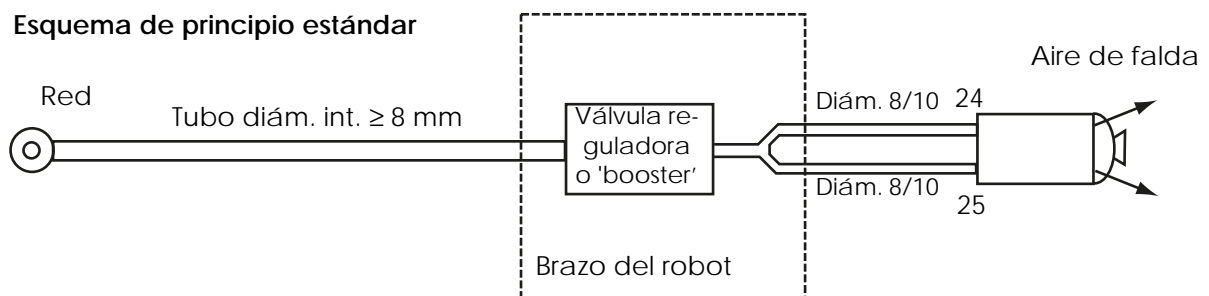 Esquema de principio estándar
Aire de falda
Red
Tubo diám. int. ≥ 8 mm
Válvula re-
guladora
o 'booster’
Diám. 8/10 24
Diám. 8/10
25
Brazo del robot